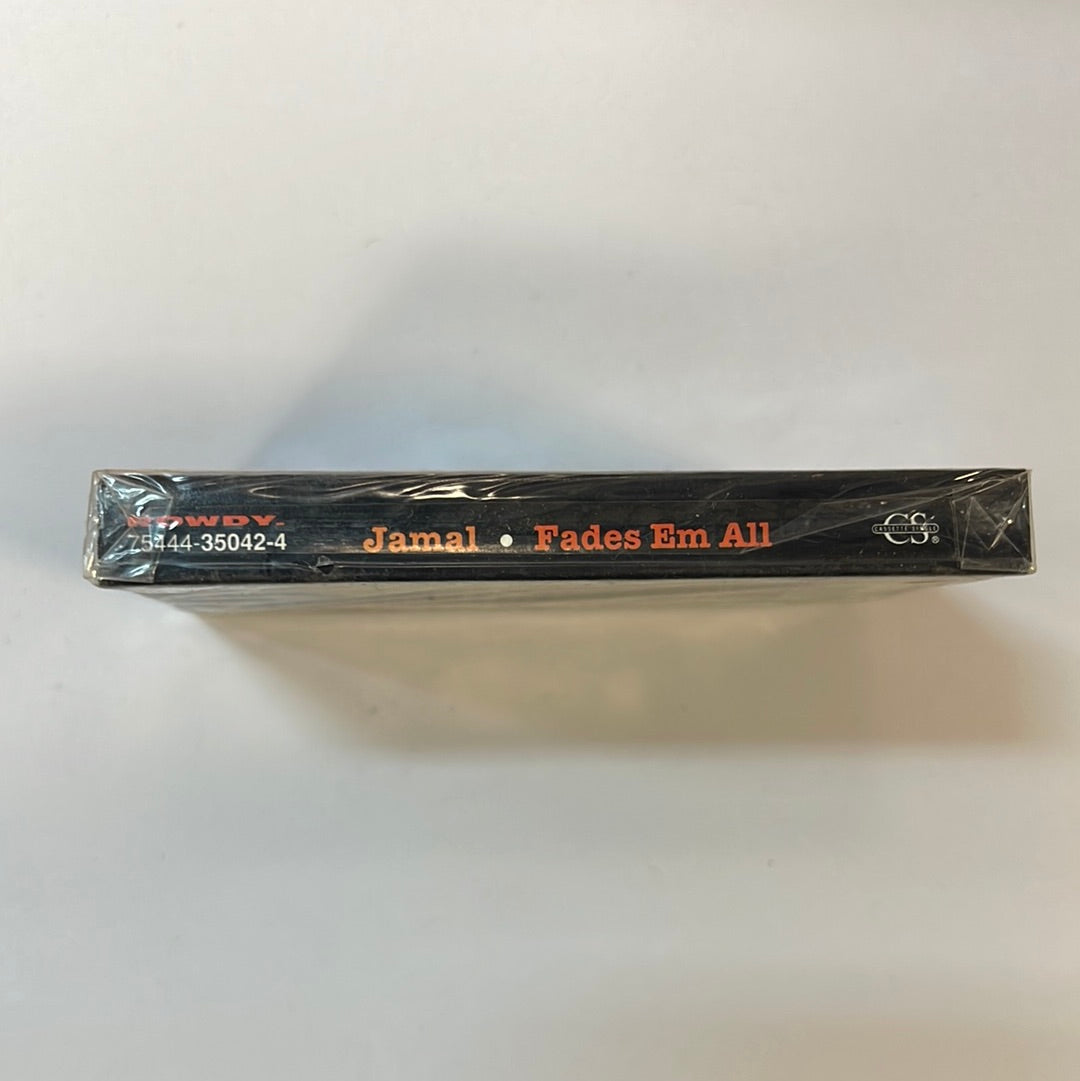 ROWDY
75444-35042-4
Jamal • Fades Em All
CASSETTE SINGLE
CS®